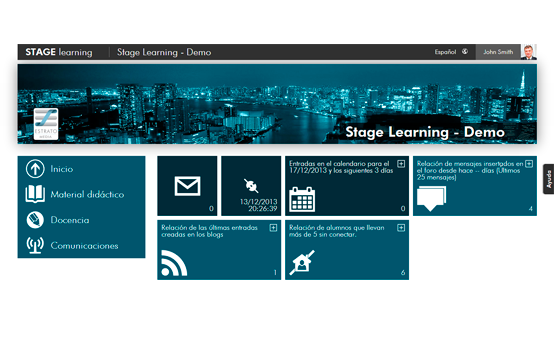 STAGE learning
Stage Learning - Demo
Español
John Smith
ESTRATO
Stage Learning - Demo
Inicio
Material didáctico
Docencia
Comunicaciones
0
13/12/2013
20:26:39
Entradas en el calendario para el
17/12/2013 y los siguientes 3 días
0
Relación de mensajes insertados en
el foro desde hace -- días (Últimos
25 mensajes)
4
Relación de las últimas entradas
creadas en los blogs
1
Relación de alumnos que llevan
más de 5 sin conectar.
6
Ayuda